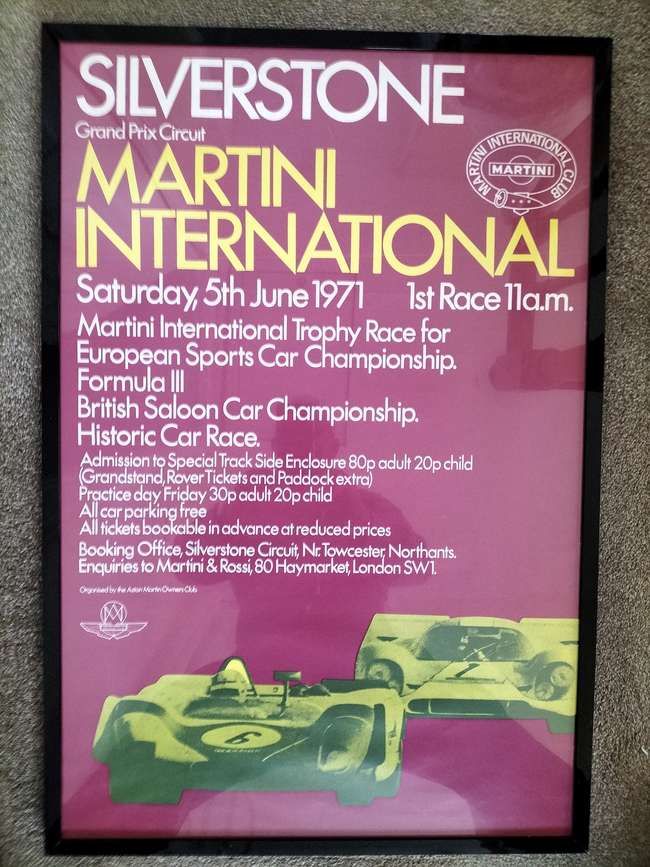 SILVERSTONE
Grand Prix Circuit
MARTINI
INTERNATIONAL
MARTINI INTERNATIONAL CLUB
MARTINI
Saturday, 5th June 1971 1st Race 11a.m.
Martini International Trophy Race for
European Sports Car Championship.
Formula III
British Saloon Car Championship.
Historic Car Race.
Admission to Special Track Side Enclosure 80p adult 20p child
(Grandstand, Rover Tickets and Paddock extra)
Practice day Friday 30p adult 20p child
All car parking free
All tickets bookable in advance at reduced prices
Booking Office, Silverstone Circuit, Nr. Towcester, Northants.
Enquiries to Martini & Rossi, 80 Haymarket, London SW1.
Organised by the Aston Martin Owners Club
1
6